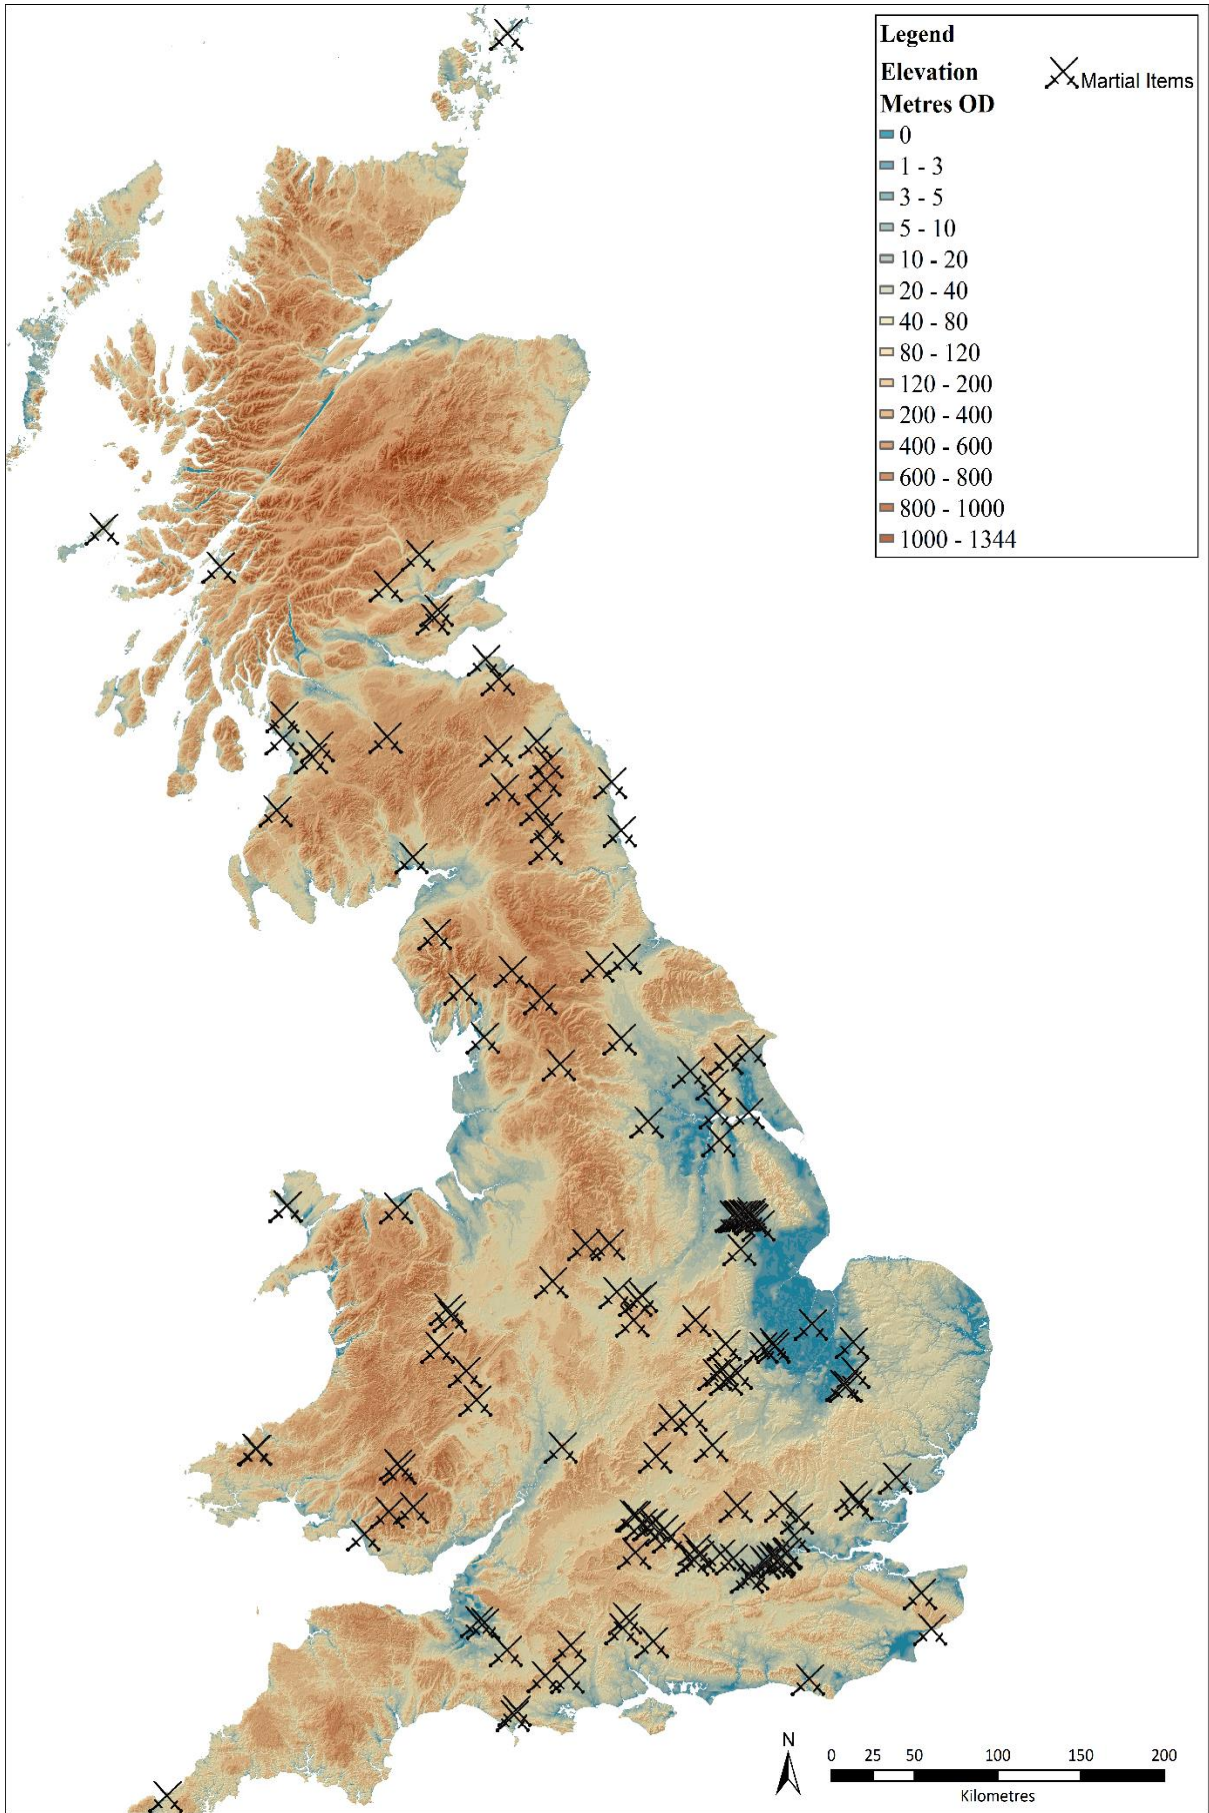 Legend
Elevation
Martial Items
Metres OD
0
1 - 3
3 - 5
5 - 10
10 - 20
20 - 40
40 - 80
80 - 120
120 - 200
200 - 400
400 - 600
600 - 800
800 - 1000
1000 - 1344
N
0 25 50 100 150 200
Kilometres